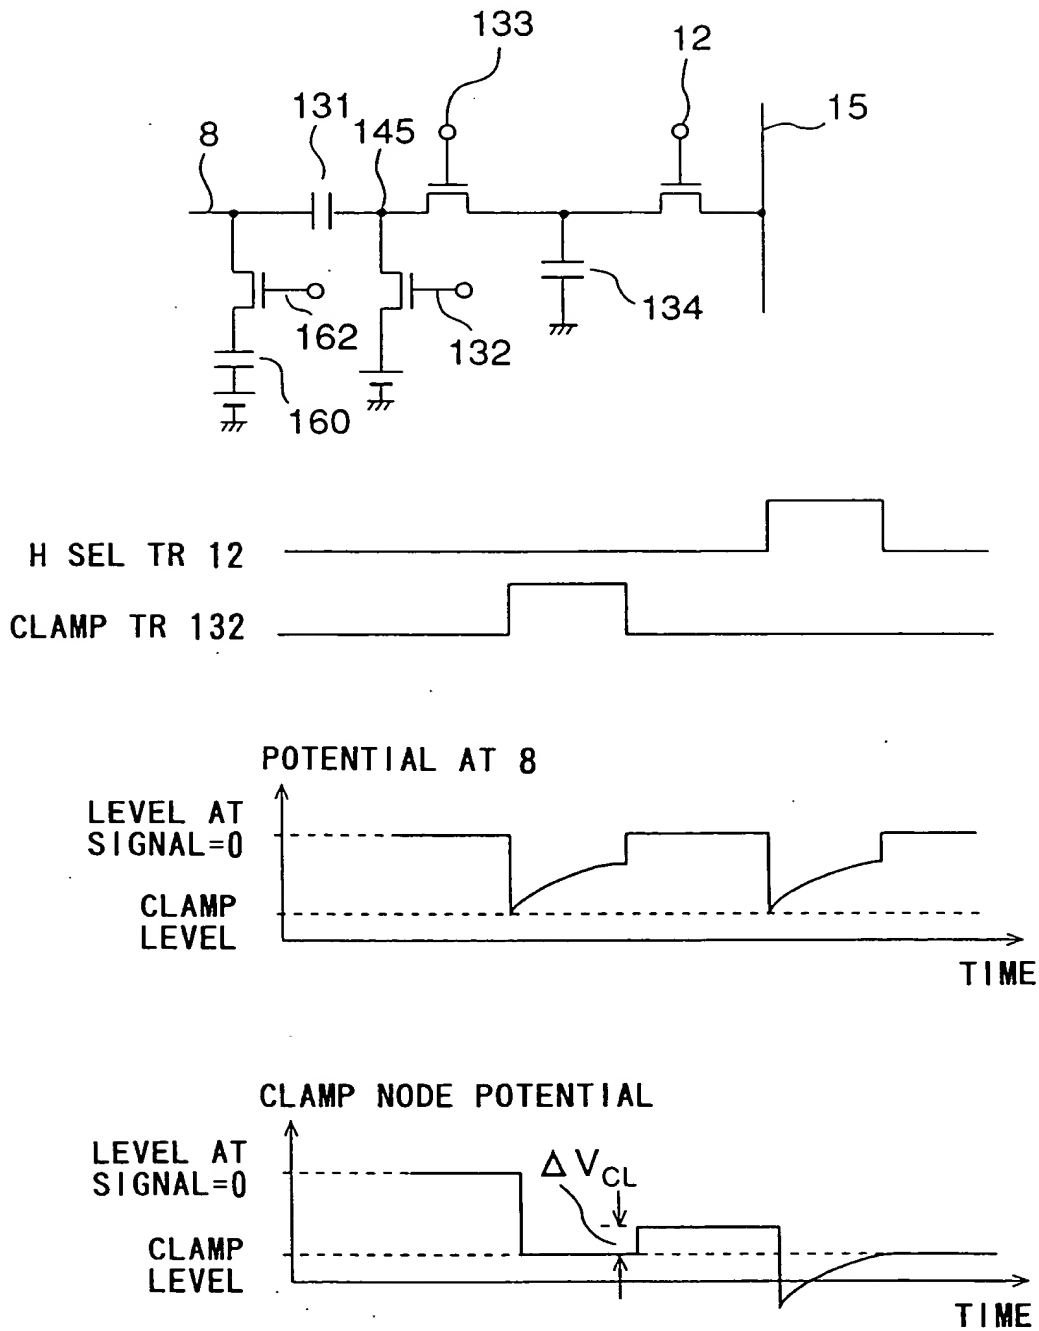 133
12
131
15
8
145
134
162
132
160
H SEL TR 12
CLAMP TR 132
POTENTIAL AT 8
LEVEL AT
SIGNAL=0
CLAMP
LEVEL
TIME
CLAMP NODE POTENTIAL
LEVEL AT
SIGNAL=0
Δ VCL
CLAMP
LEVEL
TIME